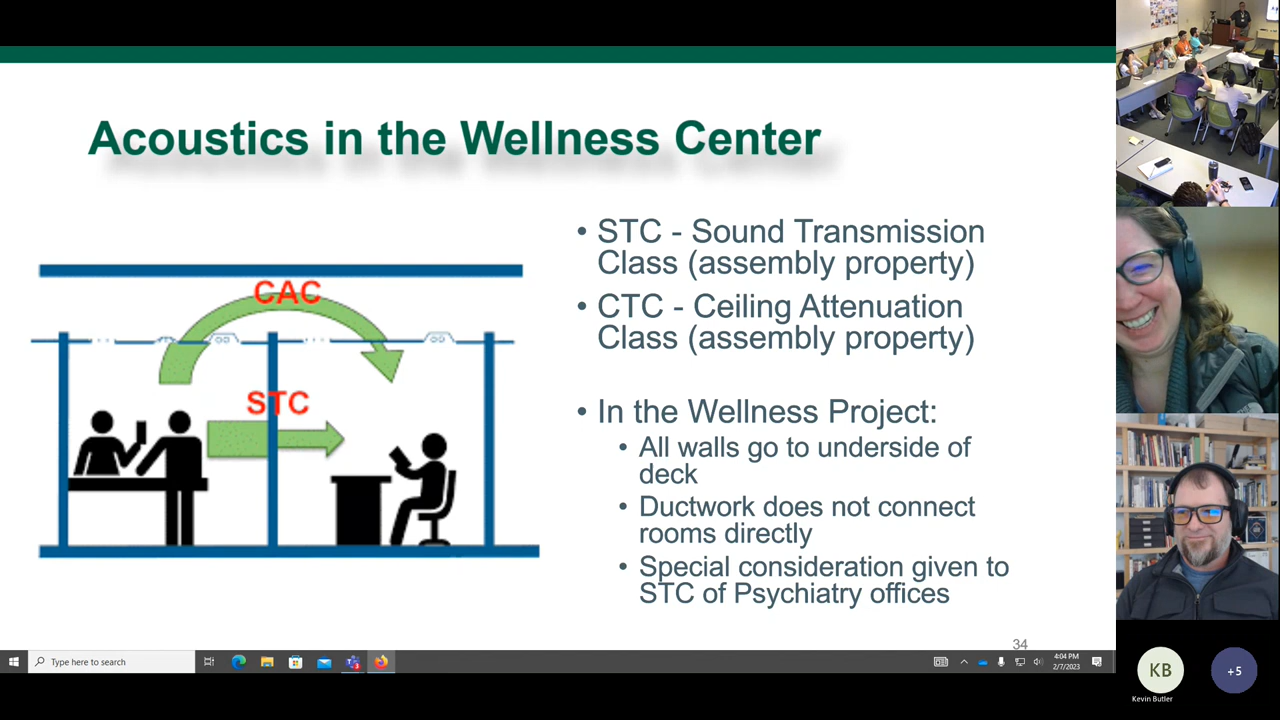 Acoustics in the Wellness Center
CAC
STC
• STC - Sound Transmission
Class (assembly property)
• CTC - Ceiling Attenuation
Class (assembly property)
• In the Wellness Project:
• All walls go to underside of
deck
• Ductwork does not connect
rooms directly
• Special consideration given to
STC of Psychiatry offices
34
Type here to search
4:04 PM
2/7/2023
KB
Kevin Butler
+5